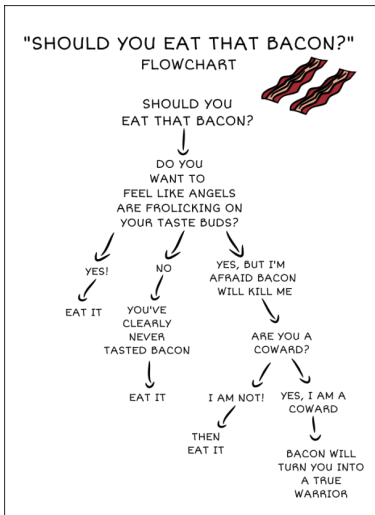 "SHOULD YOU EAT THAT BACON?"
FLOWCHART
SHOULD YOU
EAT THAT BACON?
DO YOU
WANT TO
FEEL LIKE ANGELS
ARE FROLICKING ON
YOUR TASTE BUDS?
YES!
EAT IT
NO
YOU'VE
CLEARLY
NEVER
TASTED BACON
EAT IT
YES, BUT I'M
AFRAID BACON
WILL KILL ME
ARE YOU A
COWARD?
I AM NOT!
THEN
EAT IT
YES, I AM A
COWARD
BACON WILL
TURN YOU INTO
A TRUE
WARRIOR